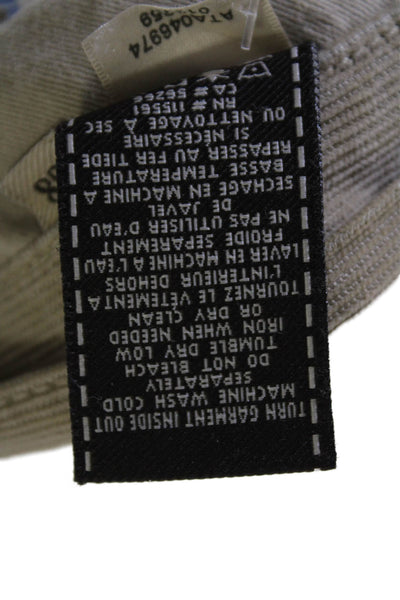 TURN GARMENT INSIDE OUT
MACHINE WASH COLD
SEPARATELY
DO NOT BLEACH
TUMBLE DRY LOW
IRON WHEN NEEDED
OR DRY CLEAN
TOURNEZ LE VÉTEMENT A
L'INTERIEUR DEHORS
LAVER EN MACHINE A L'EAU
FROIDE SEPAREMENT
NE PAS UTILISER D'EAU
DE JAVEL
SECHAGE EN MACHINE A
BASSE TEMPERATURE
REPASSER AU FER TIEDE
SI NECESSAIRE
OU NETTOYAGE A SEC
RN# 115561
ATA046974